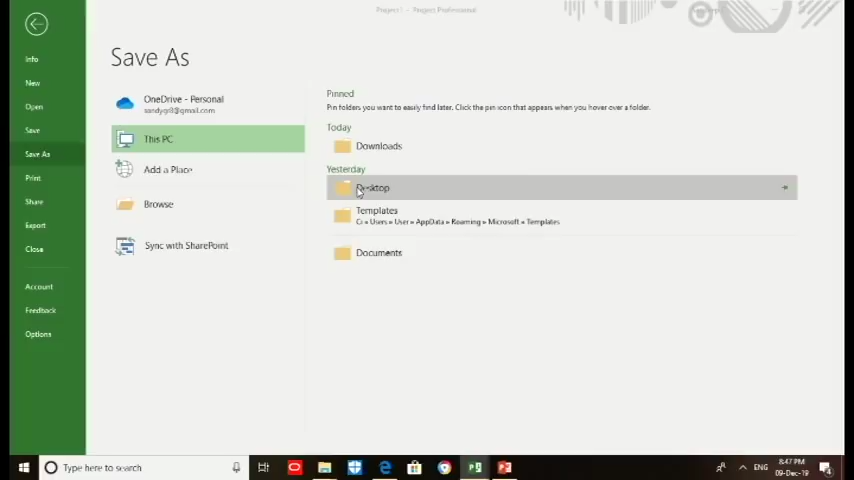 Project1 - Project Professional
Save As
Info
New
Open
Save
Save As
Print
Share
Export
Close
Account
Feedback
Options
OneDrive - Personal
This PC
Add a Place
Browse
Sync with SharePoint
Pinned
Pin folders you want to easily find later. Click the pin icon that appears when you hover over a folder.
Today
Downloads
Yesterday
Desktop
Templates
C: » Users » User » AppData » Roaming » Microsoft » Templates
Documents
Type here to search
ENG
8:47 PM
09-Dec-19